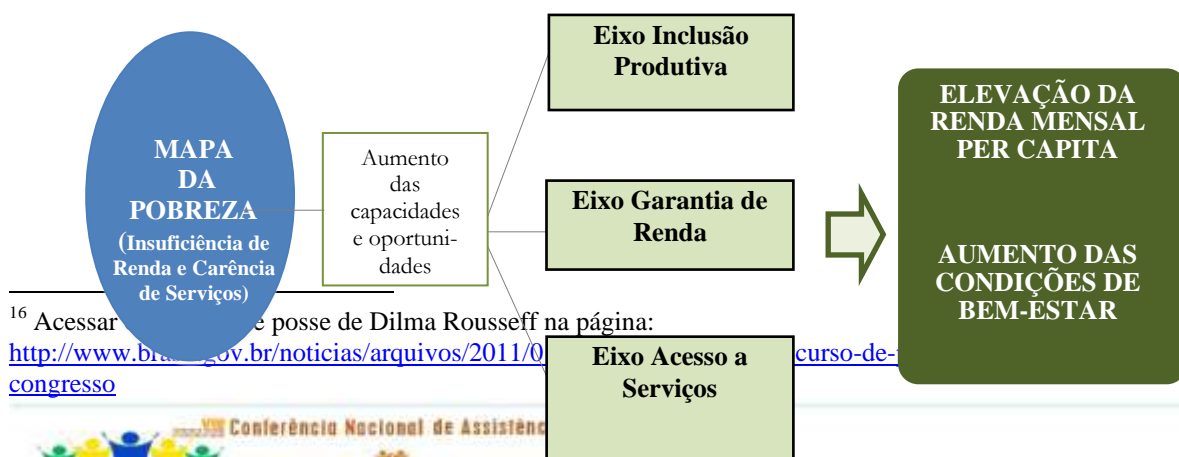 MAPA
DA
POBREZA
(Insuficiência de
Renda e Carência
de Serviços)
Aumento
das
capacidades
e oportuni-
dades
Eixo Inclusão
Produtiva
Eixo Garantia de
Renda
Eixo Acesso a
Serviços
ELEVAÇÃO DA
RENDA MENSAL
PER CAPITA
AUMENTO DAS
CONDIÇÕES DE
BEM-ESTAR
16 Acessar posse de Dilma Rousseff na página:
http://www.bra gov.br/noticias/arquivos/2011/0 curso-de-
congresso
VIII Conferência Nacional de Assistênc